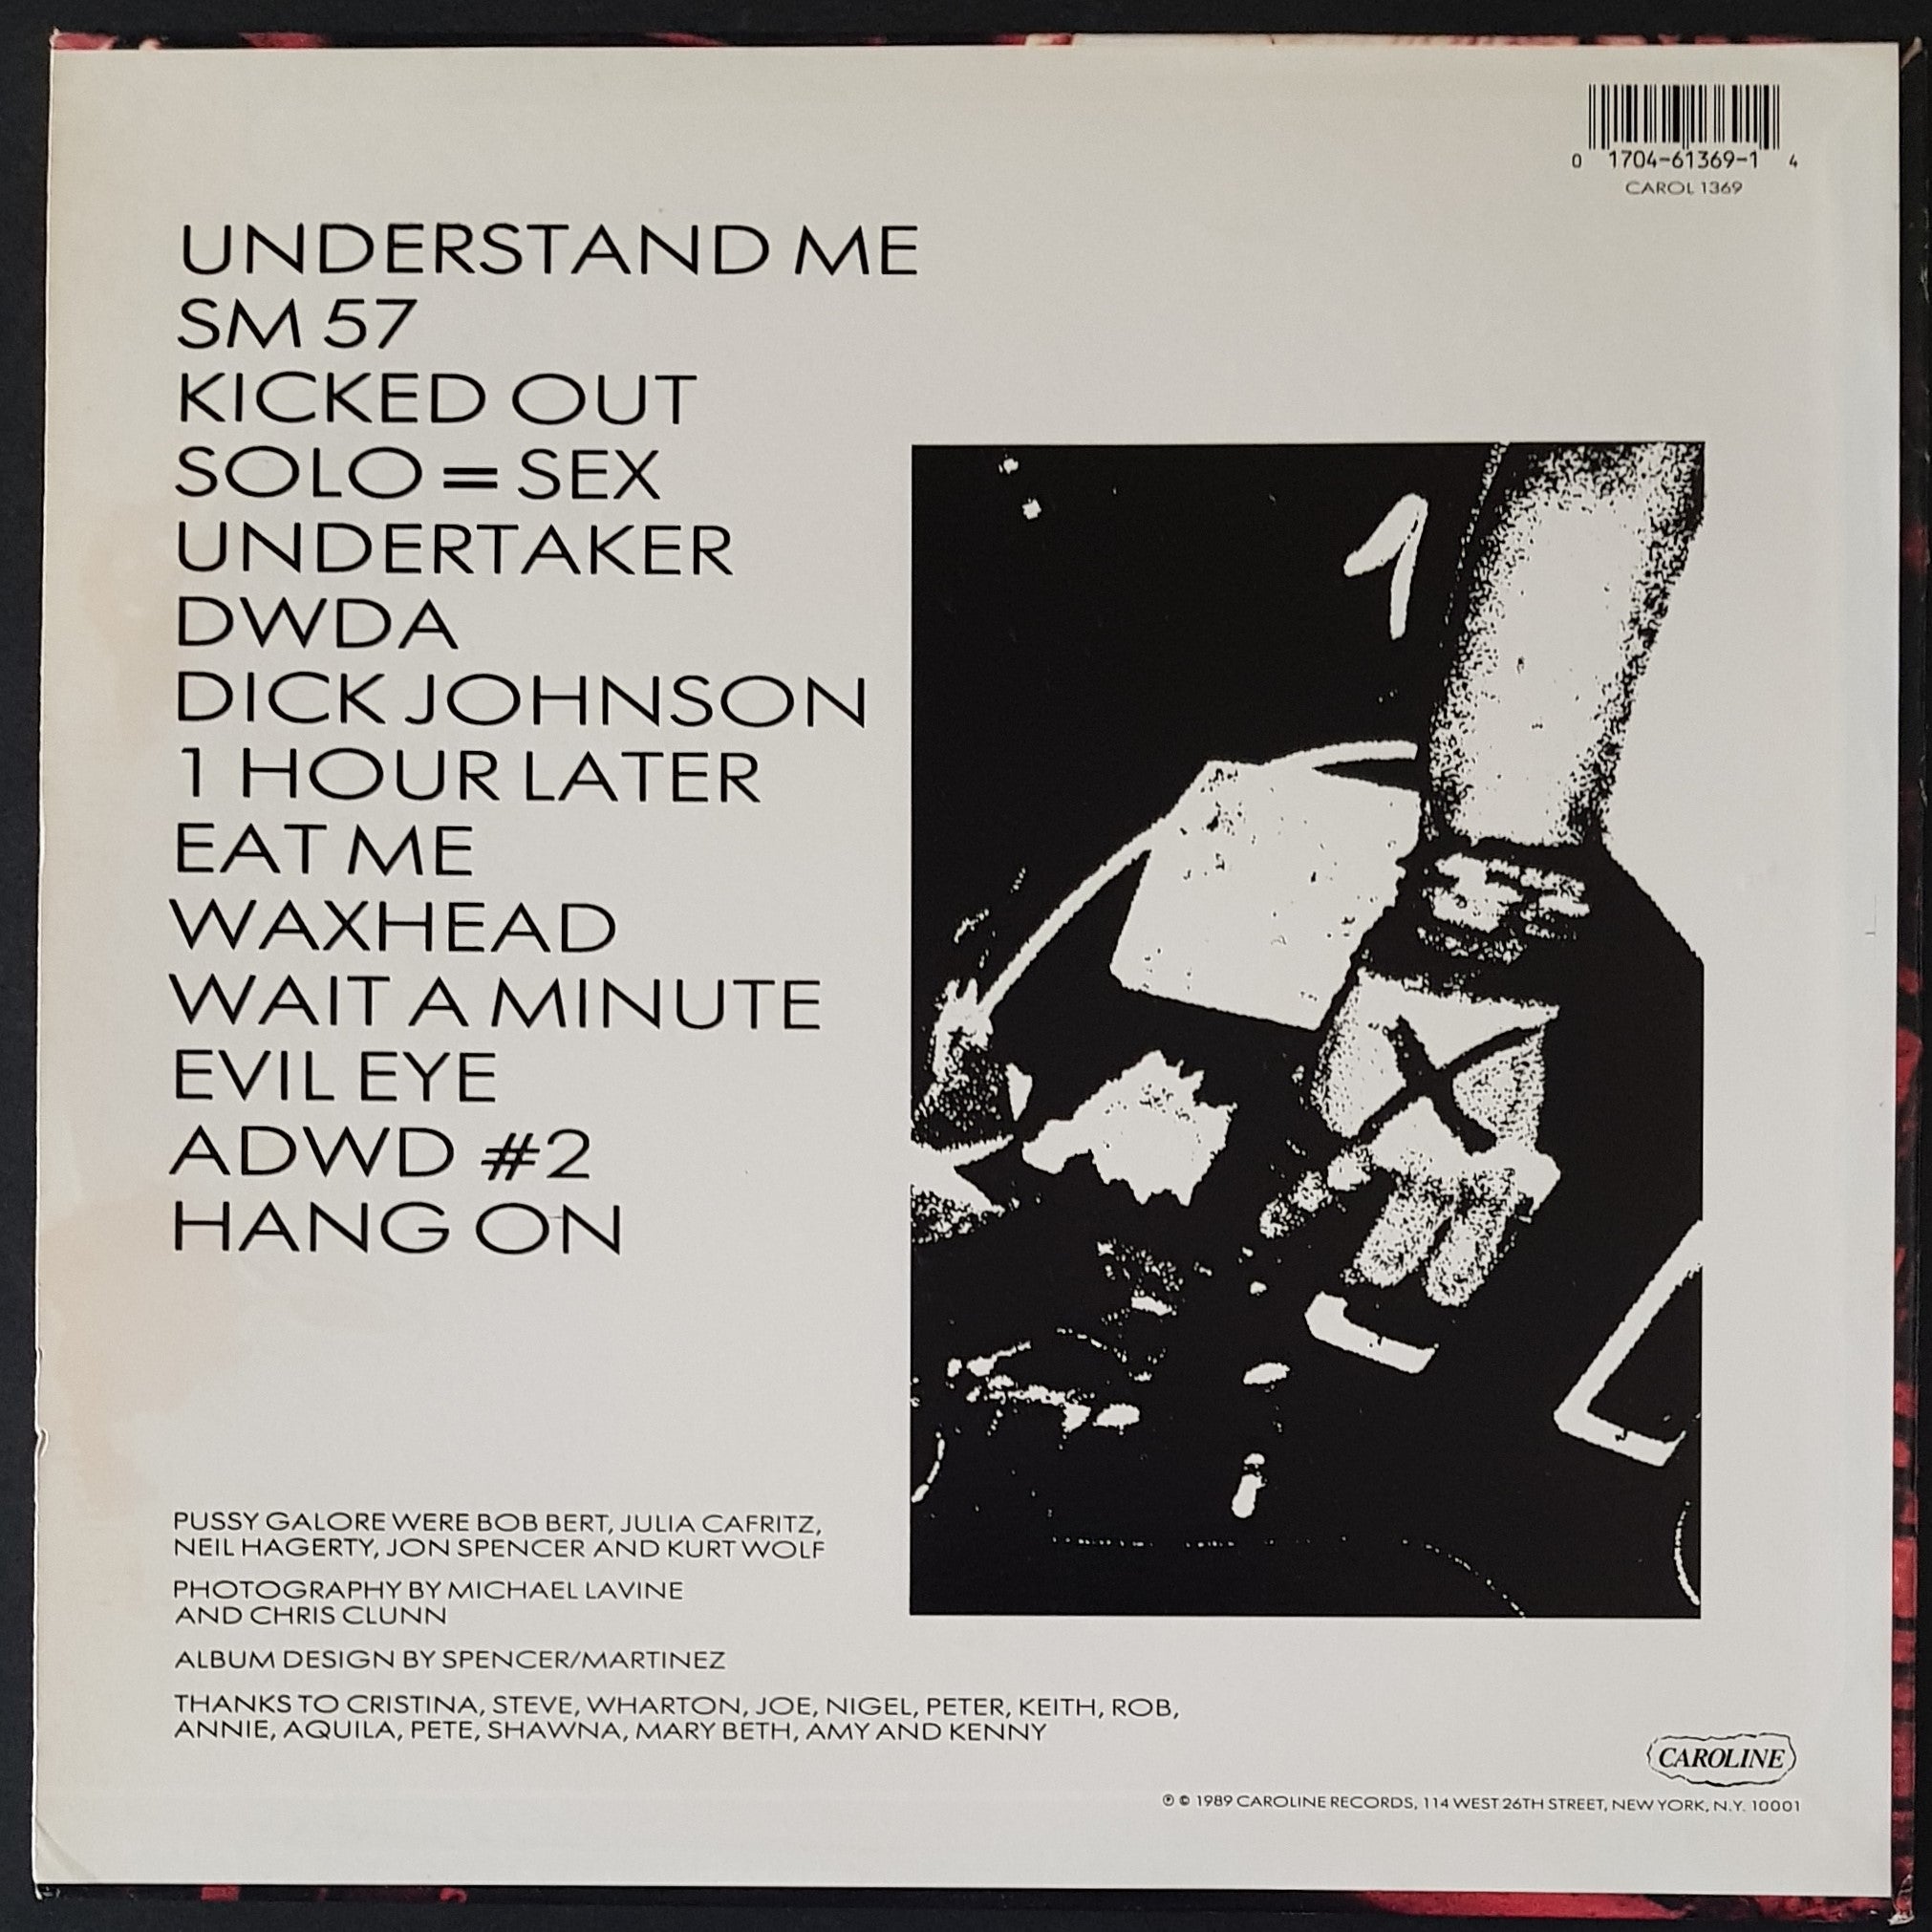 0 1704-61369-1 4
CAROL 1369
UNDERSTAND ME
SM 57
KICKED OUT
SOLO = SEX
UNDERTAKER
DWDA
DICK JOHNSON
1 HOUR LATER
EAT ME
WAXHEAD
WAIT A MINUTE
EVIL EYE
ADWD #2
HANG ON
PUSSY GALORE WERE BOB BERT, JULIA CAFRITZ,
NEIL HAGERTY, JON SPENCER AND KURT WOLF
PHOTOGRAPHY BY MICHAEL LAVINE
AND CHRIS CLUNN
ALBUM DESIGN BY SPENCER/MARTINEZ
THANKS TO CRISTINA, STEVE, WHARTON, JOE, NIGEL, PETER, KEITH, ROB,
ANNIE, AQUILA, PETE, SHAWNA, MARY BETH, AMY AND KENNY
CAROLINE
℗ © 1989 CAROLINE RECORDS, 114 WEST 26TH STREET, NEW YORK, N.Y. 10001